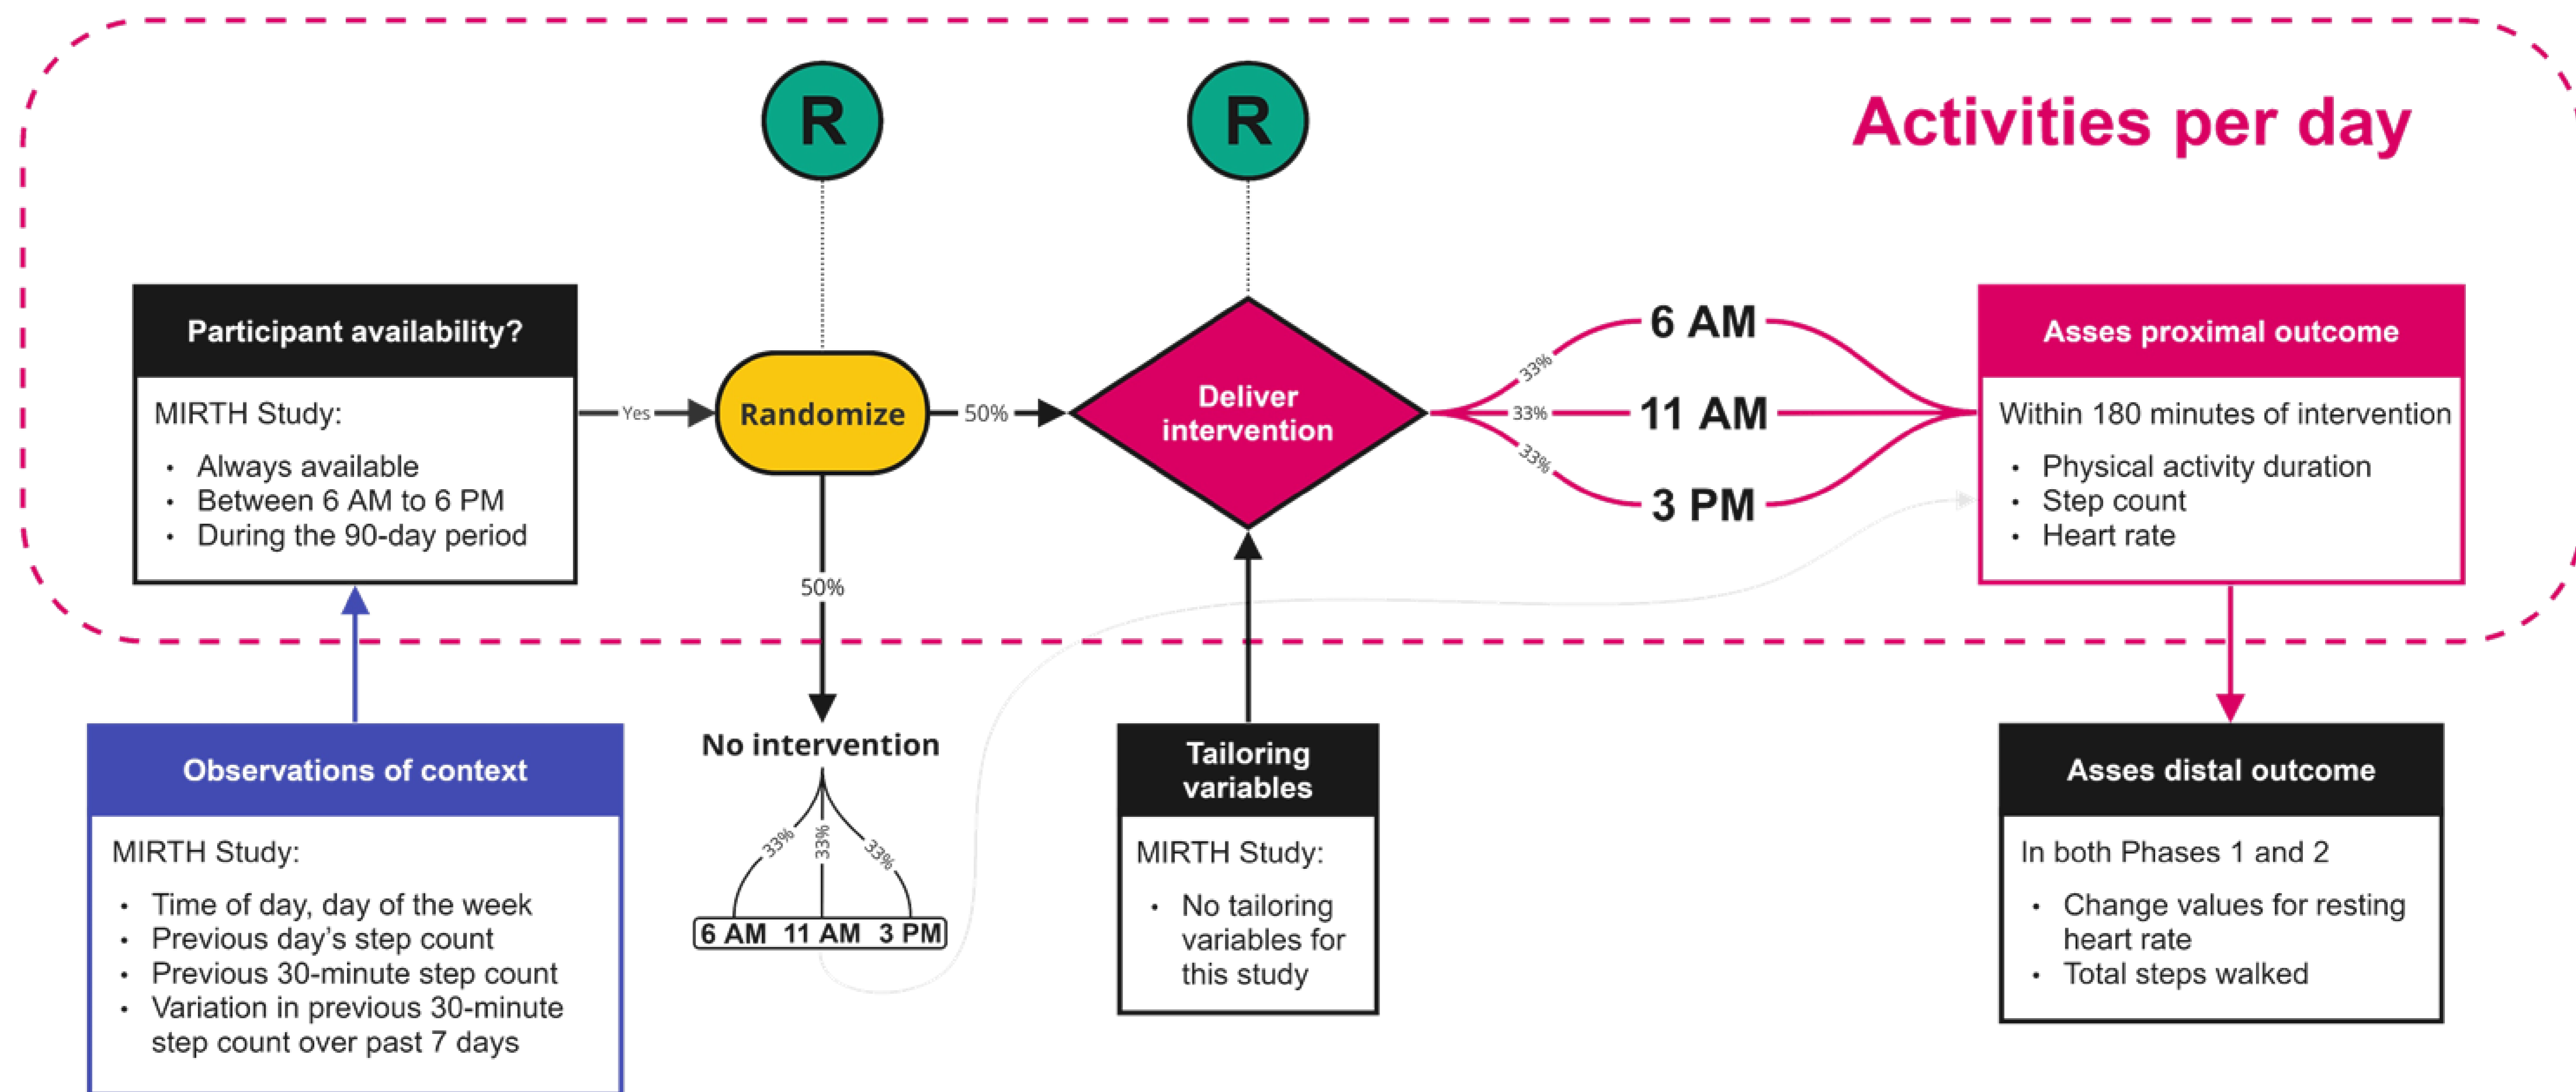 R
R
Activities per day
Participant availability?
MIRTH Study:
• Always available
• Between 6 AM to 6 PM
• During the 90-day period
Yes
Randomize
50%
50%
Deliver
intervention
33%
33%
33%
6 AM
11 AM
3 PM
Asses proximal outcome
Within 180 minutes of intervention
• Physical activity duration
• Step count
• Heart rate
Observations of context
MIRTH Study:
• Time of day, day of the week
• Previous day's step count
• Previous 30-minute step count
• Variation in previous 30-minute
step count over past 7 days
No intervention
33%
33%
33%
6 AM 11 AM 3 PM
Tailoring
variables
MIRTH Study:
• No tailoring
variables for
this study
Asses distal outcome
In both Phases 1 and 2
• Change values for resting
heart rate
• Total steps walked